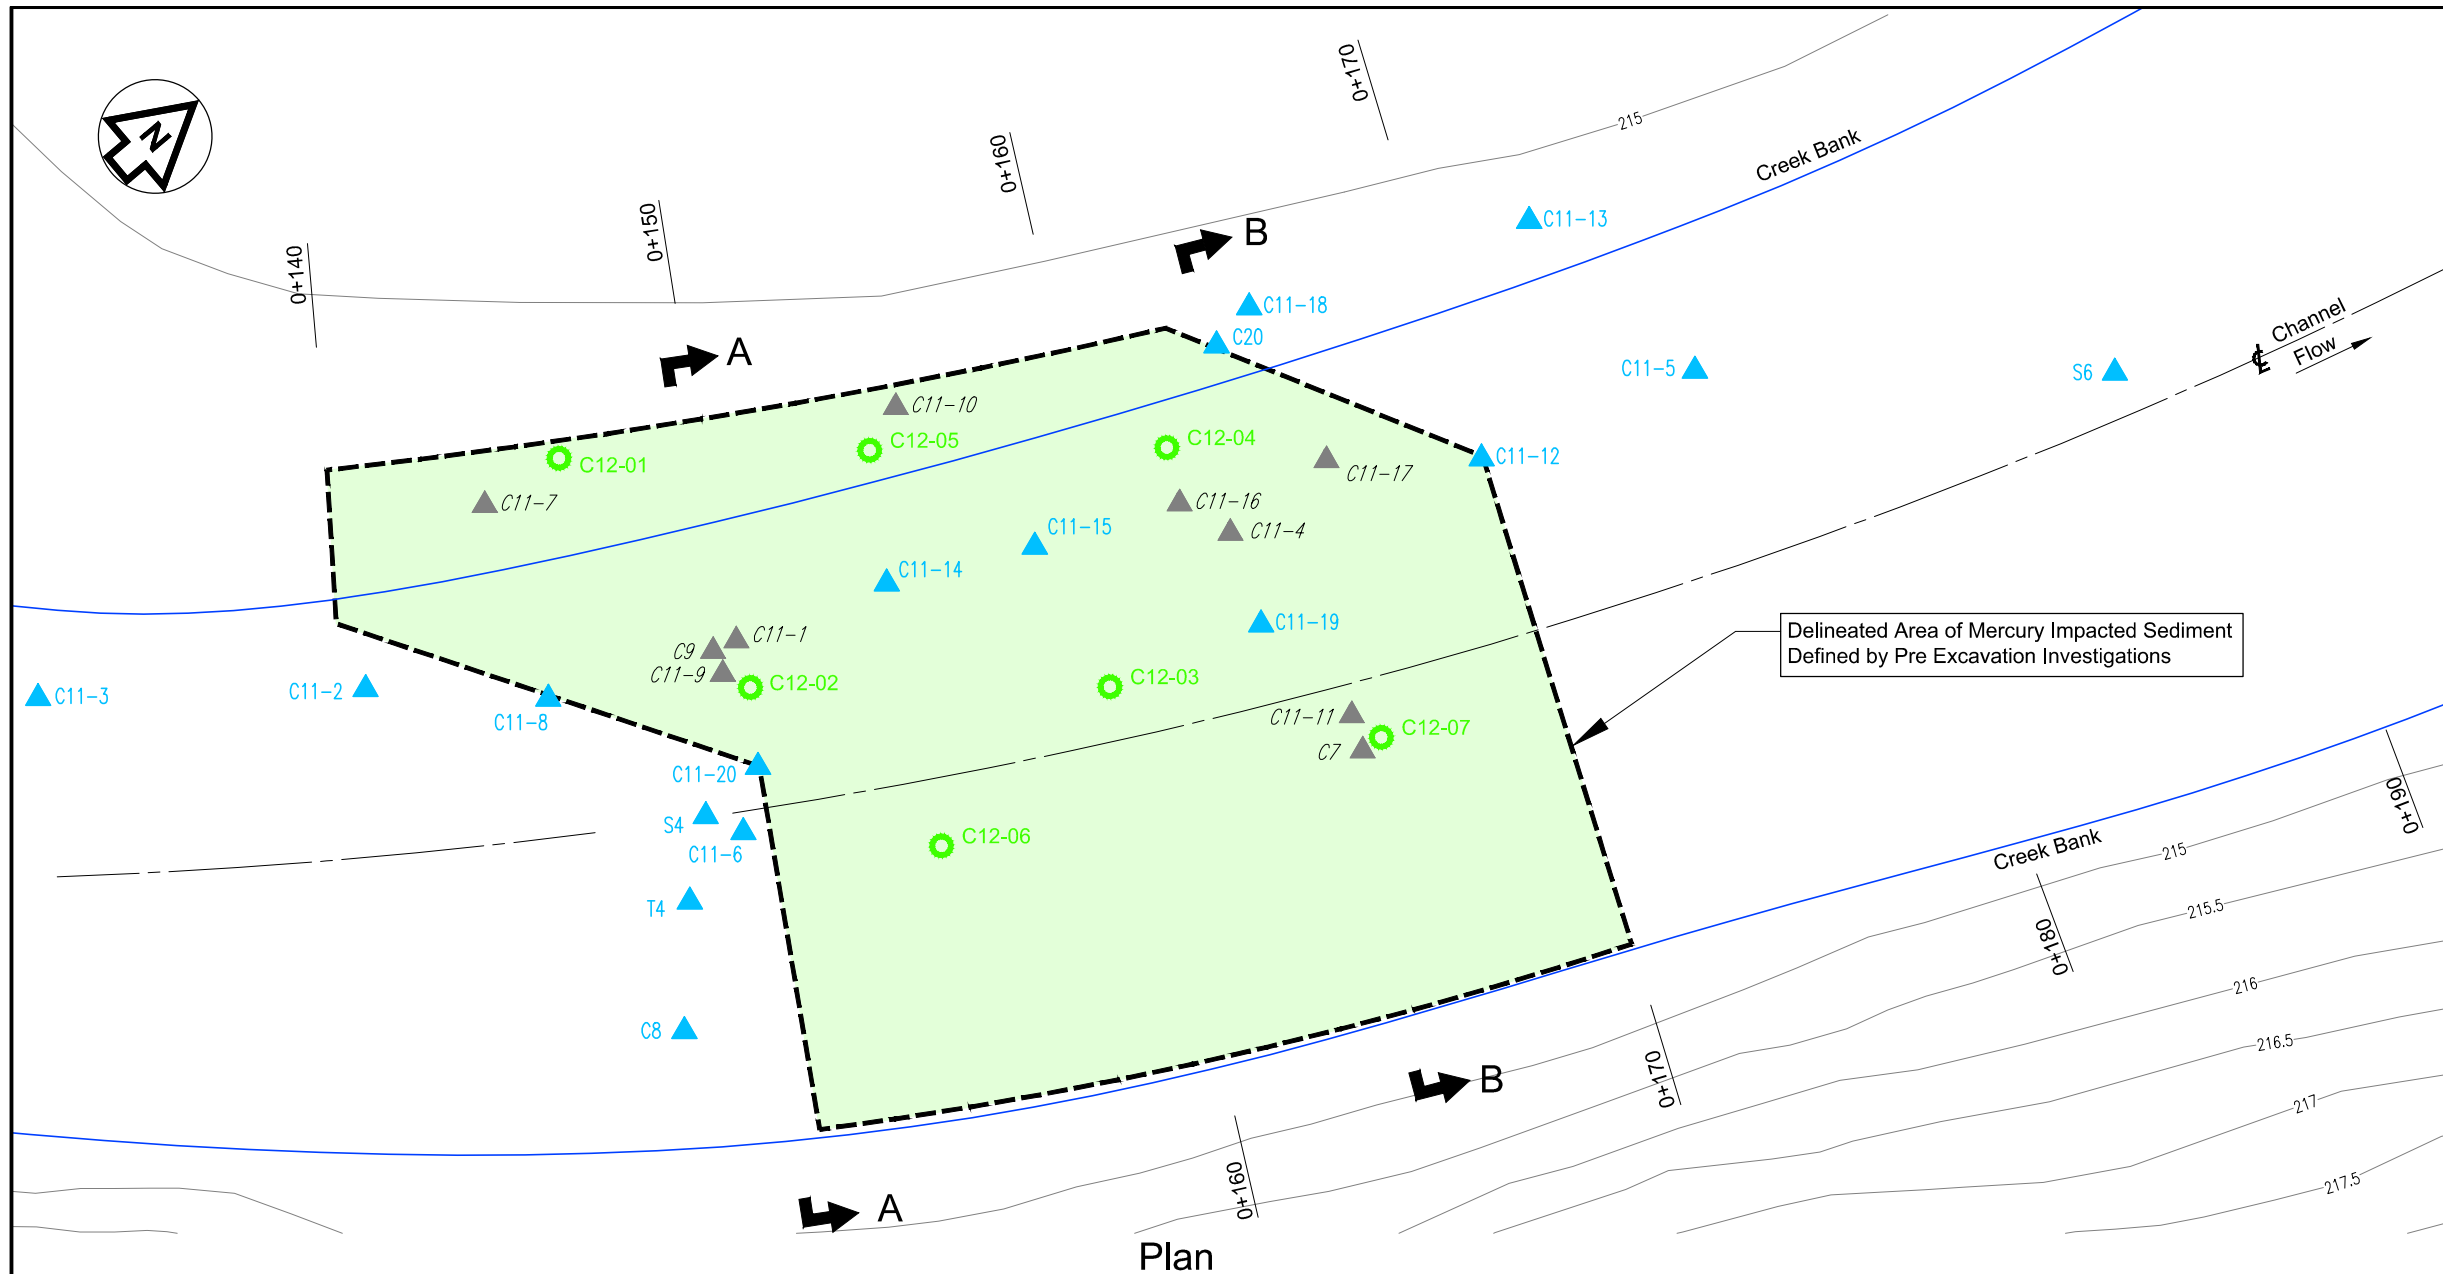 0+170
215
Creek Bank
N
0+160
C11-13
0+150
B
0+140
C11-18
C20
Channel
Flow
A
C11-5
S6
C11-10
C12-05
C12-04
C12-01
C11-12
C11-17
C11-7
C11-16
C11-15
C11-4
C11-14
C11-19
C11-1
C9
C11-9
Delineated Area of Mercury Impacted Sediment
Defined by Pre Excavation Investigations
C12-02
C12-03
C11-3
C11-2
C11-8
C11-11
C12-07
C7
C11-20
S4
C11-6
C12-06
0+190
Creek Bank
215
T4
215.5
0+180
216
C8
216.5
0+170
B
217
0+160
217.5
A
Plan